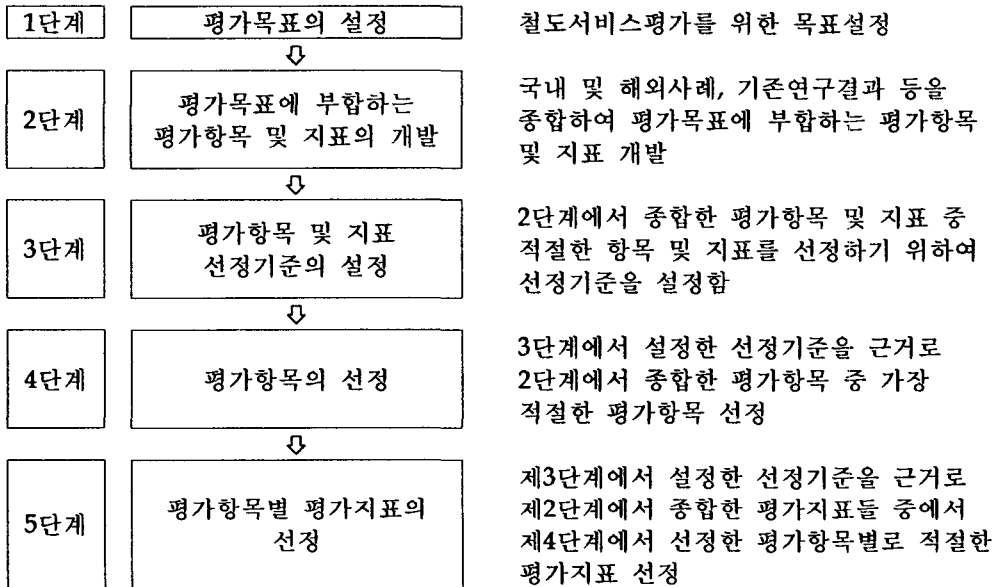 1단계 평가목표의 설정 철도서비스평가를 위한 목표설정
2단계
평가목표에 부합하는
평가항목 및 지표의 개발
국내 및 해외사례, 기존연구결과 등을
종합하여 평가목표에 부합하는 평가항목
및 지표 개발
3단계
평가항목 및 지표
선정기준의 설정
2단계에서 종합한 평가항목 및 지표 중
적절한 항목 및 지표를 선정하기 위하여
선정기준을 설정함
4단계
평가항목의 선정
3단계에서 설정한 선정기준을 근거로
2단계에서 종합한 평가항목 중 가장
적절한 평가항목 선정
5단계
평가항목별 평가지표의
선정
제3단계에서 설정한 선정기준을 근거로
제2단계에서 종합한 평가지표들 중에서
제4단계에서 선정한 평가항목별로 적절한
평가지표 선정